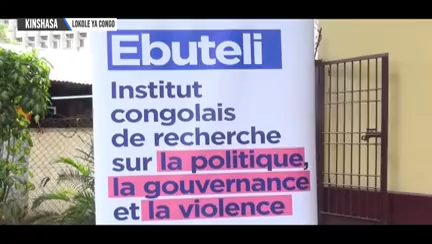 KINSHASA LOKOLE YA CONGO
Ebuteli
Institut
congolais
de recherche
sur la politique,
la gouvernance
et la violence